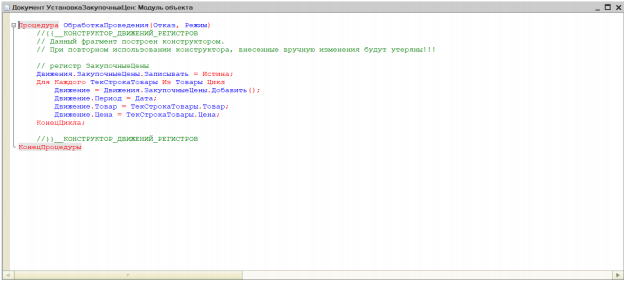 Документ УстановкаЗакупочныхЦен: Модуль объекта
Процедура ОбработкаПроведения(Отказ, Режим)
//{{__КОНСТРУКТОР_ДВИЖЕНИЙ_РЕГИСТРОВ
// Данный фрагмент построен конструктором.
// При повторном использовании конструктора, внесенные вручную изменения будут утеряны!!!
// регистр ЗакупочныеЦены
Движения.ЗакупочныеЦены.Записывать = Истина;
Для Каждого ТекСтрокаТовары Из Товары Цикл
Движение = Движения.ЗакупочныеЦены.Добавить();
Движение.Период = Дата;
Движение.Товар = ТекСтрокаТовары.Товар;
Движение.Цена = ТекСтрокаТовары.Цена;
КонецЦикла;
//}}__КОНСТРУКТОР_ДВИЖЕНИЙ_РЕГИСТРОВ
КонецПроцедуры